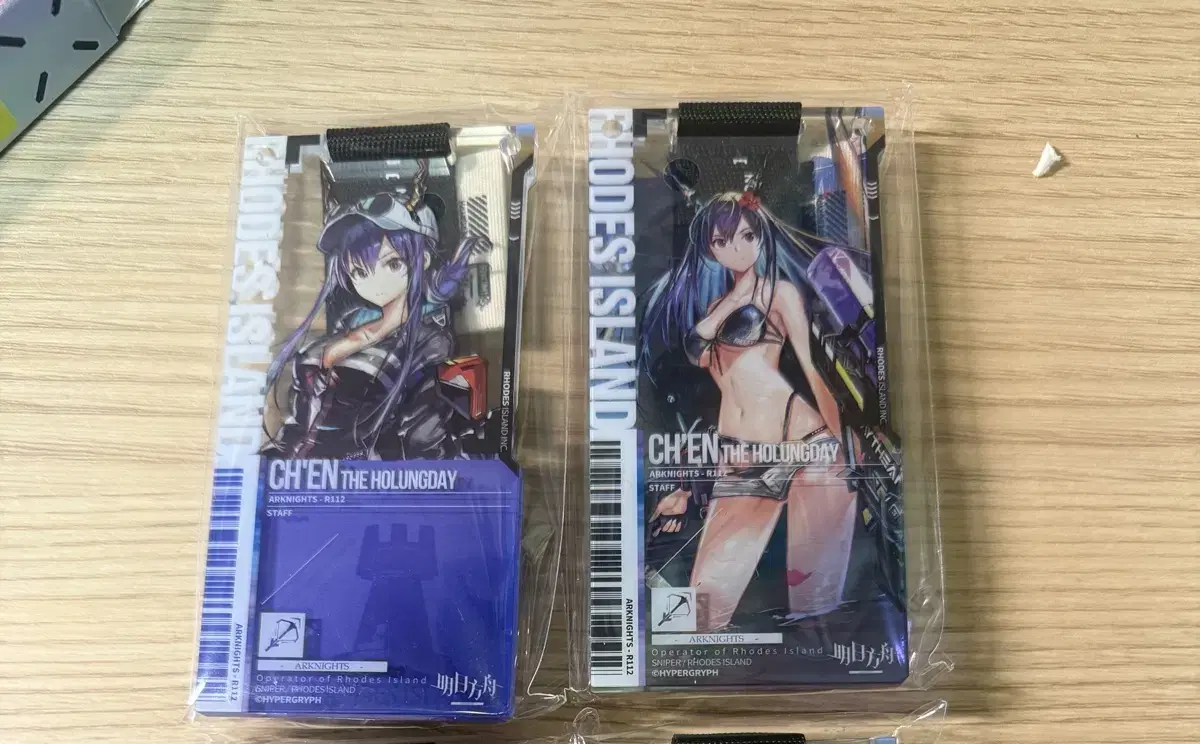 RHODES ISLAND
RHODES ISLAND INC.
CH'EN THE HOLUNGDAY
ARKNIGHTS - R112
STAFF
ARKNIGHTS - R112
- ARKNIGHTS -
Operator of Rhodes Island
SNIPER / RHODES ISLAND
©HYPERGRYPH
明日方舟
RHODES ISLAND
RHODES ISLAND INC.
CH'EN THE HOLUNGDAY
ARKNIGHTS - R112
STAFF
ARKNIGHTS - R112
- ARKNIGHTS -
Operator of Rhodes Island
SNIPER / RHODES ISLAND
©HYPERGRYPH
明日方舟